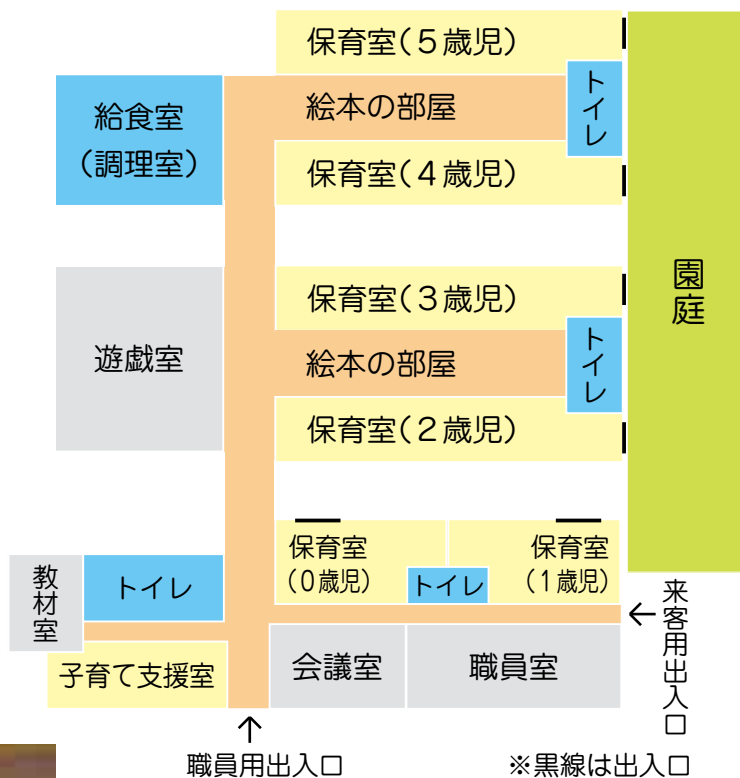 保育室(5歳児)
給食室
(調理室)
絵本の部屋
トイレ
保育室(4歳児)
園庭
保育室(3歳児)
遊戯室
絵本の部屋
トイレ
保育室(2歳児)
保育室
(0歳児)
トイレ
保育室
(1歳児)
教材室
トイレ
子育て支援室
会議室
職員室
←来客用出入口
↑
職員用出入口
※黒線は出入口